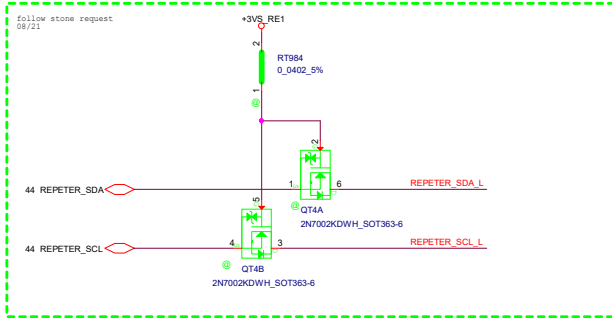 follow stone request
08/21
+3VS_RE1
2
RT984
0_0402_5%
1
@
2
44 REPETER_SDA
1
6
REPETER_SDA_L
@
QT4A
2N7002KDWH_SOT363-6
5
44 REPETER_SCL
4
3
REPETER_SCL_L
@
QT4B
2N7002KDWH_SOT363-6